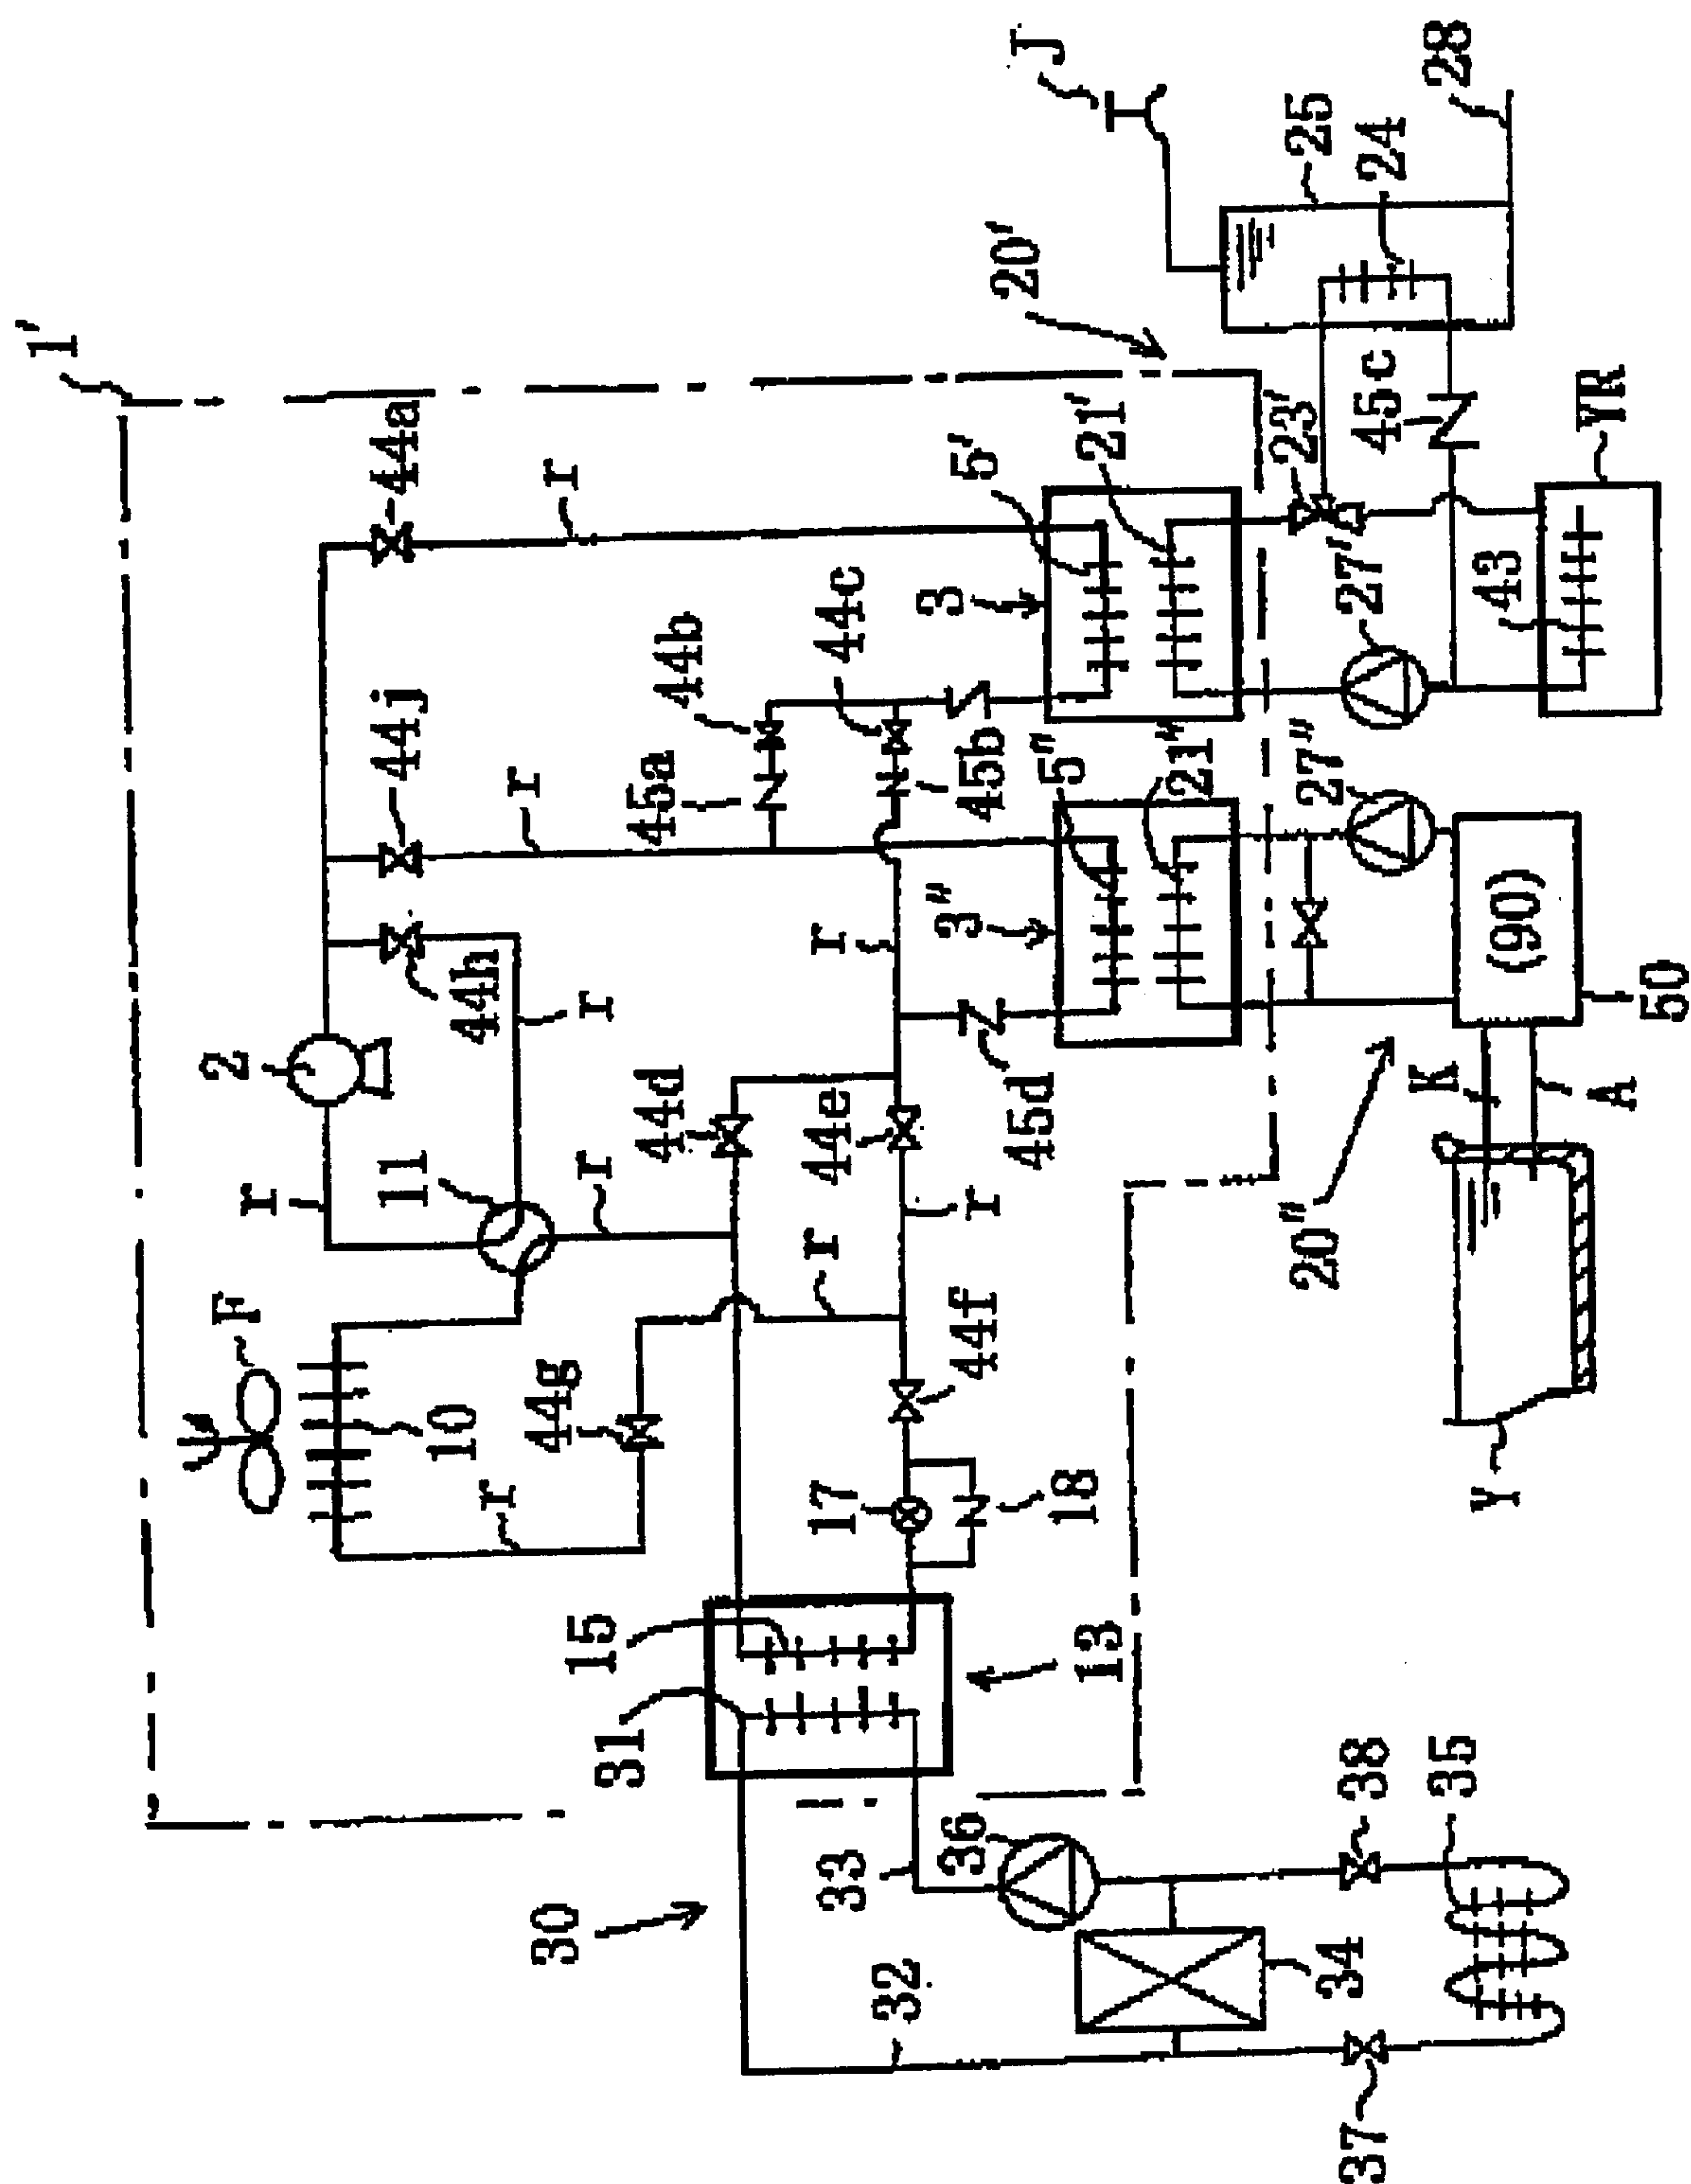 1'
F
2
r
11
44j
44a
10
44h
r
r
r
44g
30
15
r
r
31
44d
45a
44b
17
r
44e
r
33
44c
32
3
36
3"
44f
r
45b
5'
20'
45d
5"
J
18
13
21'
21"
20"
23'
27"
25
34
37
38
27'
45c
24
K
35
28
Y
43
(90)
YR
A
50